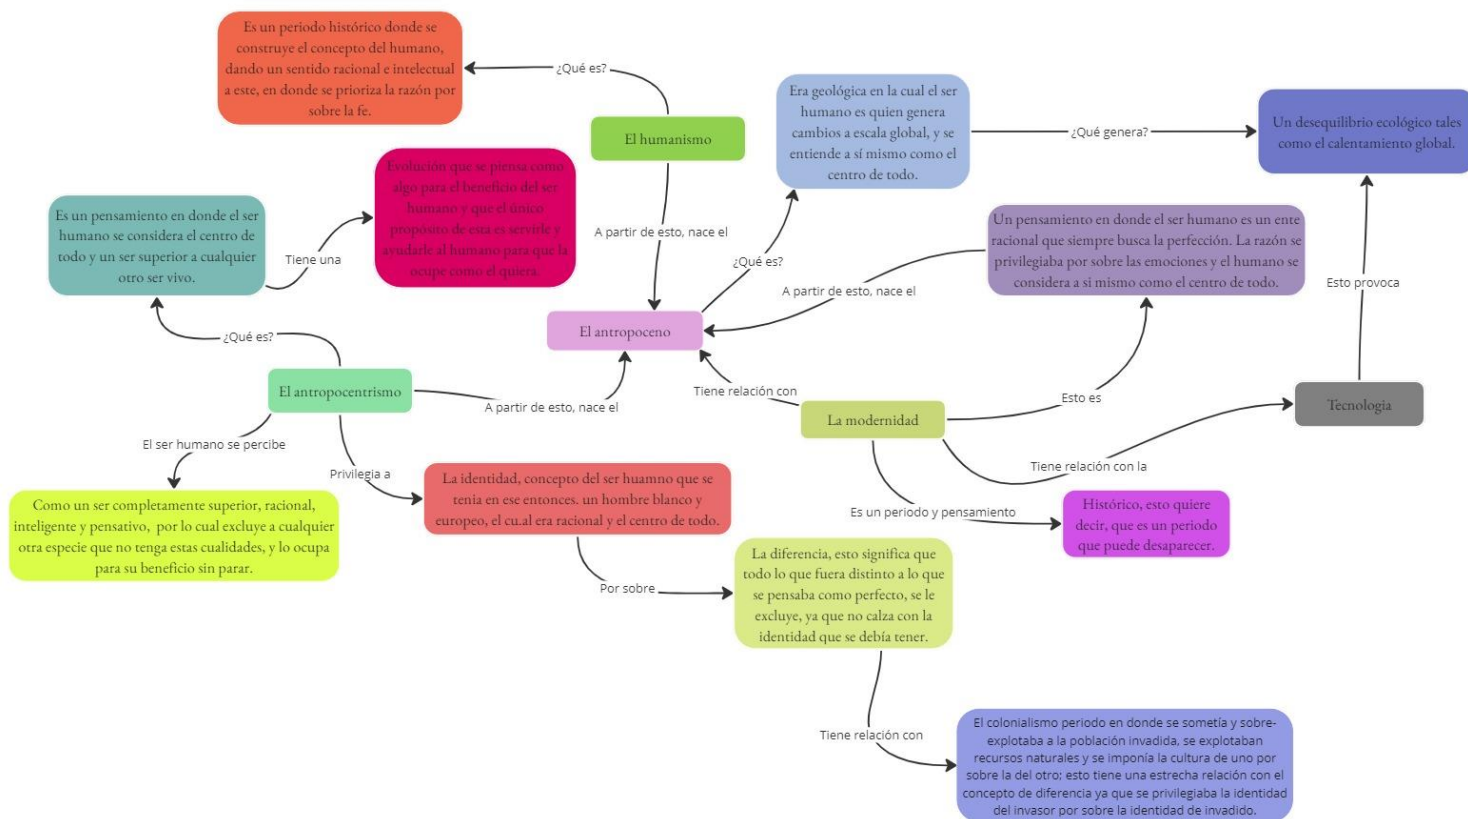 Es un periodo histórico donde se
construye el concepto del humano,
dando un sentido racional e intelectual
a este, en donde se prioriza la razón por
sobre la fe.
¿Qué es?
El humanismo
A partir de esto, nace el
Era geológica en la cual el ser
humano es quien genera
cambios a escala global, y se
entiende a sí mismo como el
centro de todo.
¿Qué genera?
Un desequilibrio ecológico tales
como el calentamiento global.
Evolución que se piensa como
algo para el beneficio del ser
humano y que el único
propósito de esta es servirle y
ayudarle al humano para que la
ocupe como el quiera.
Es un pensamiento en donde el ser
humano se considera el centro de
todo y un ser superior a cualquier
otro ser vivo.
Tiene una
¿Qué es?
Un pensamiento en donde el ser humano es un ente
racional que siempre busca la perfección. La razón se
privilegiaba por sobre las emociones y el humano se
considera a si mismo como el centro de todo.
A partir de esto, nace el
Esto provoca
El antropoceno
¿Qué es?
El antropocentrismo
A partir de esto, nace el
Tiene relación con
Esto es
Tecnologia
La modernidad
El ser humano se percibe
Privilegia a
Tiene relación con la
Como un ser completamente superior, racional,
inteligente y pensativo, por lo cual excluye a cualquier
otra especie que no tenga estas cualidades, y lo ocupa
para su beneficio sin parar.
La identidad, concepto del ser huamno que se
tenia en ese entonces. un hombre blanco y
europeo, el cu.al era racional y el centro de todo.
Es un periodo y pensamiento
Histórico, esto quiere
decir, que es un periodo
que puede desaparecer.
Por sobre
La diferencia, esto significa que
todo lo que fuera distinto a lo que
se pensaba como perfecto, se le
excluye, ya que no calza con la
identidad que se debía tener.
Tiene relación con
El colonialismo periodo en donde se sometía y sobre-
explotaba a la población invadida, se explotaban
recursos naturales y se imponía la cultura de uno por
sobre la del otro; esto tiene una estrecha relación con el
concepto de diferencia ya que se privilegiaba la identidad
del invasor por sobre la identidad de invadido.